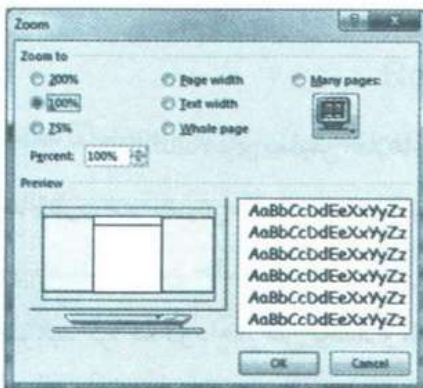 Zoom
Zoom to
200% Page width Many pages:
100% Text width
75% Whole page
Percent: 100%
Preview
AaBbCcDdEeXxYyZz
AaBbCcDdEeXxYyZz
AaBbCcDdEeXxYyZz
AaBbCcDdEeXxYyZz
AaBbCcDdEeXxYyZz
AaBbCcDdEeXxYyZz
OK Cancel